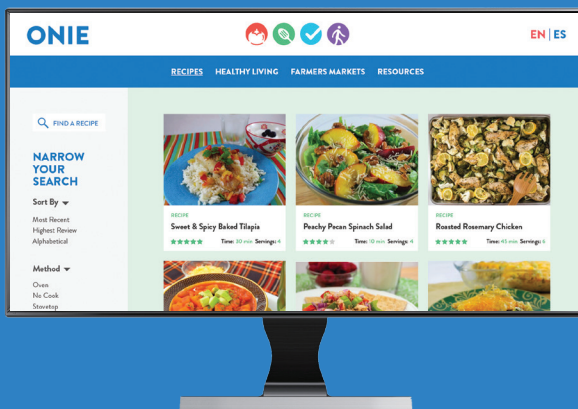 ONIE
EN | ES
RECIPES HEALTHY LIVING FARMERS MARKETS RESOURCES
FIND A RECIPE
NARROW
YOUR
SEARCH
Sort By
Most Recent
Highest Review
Alphabetical
Method
Oven
No Cook
Stovetop
RECIPE
Sweet & Spicy Baked Tilapia
Time: 30 min Servings: 4
RECIPE
Peachy Pecan Spinach Salad
Time: 10 min Servings: 4
RECIPE
Roasted Rosemary Chicken
Time: 45 min Servings: 6